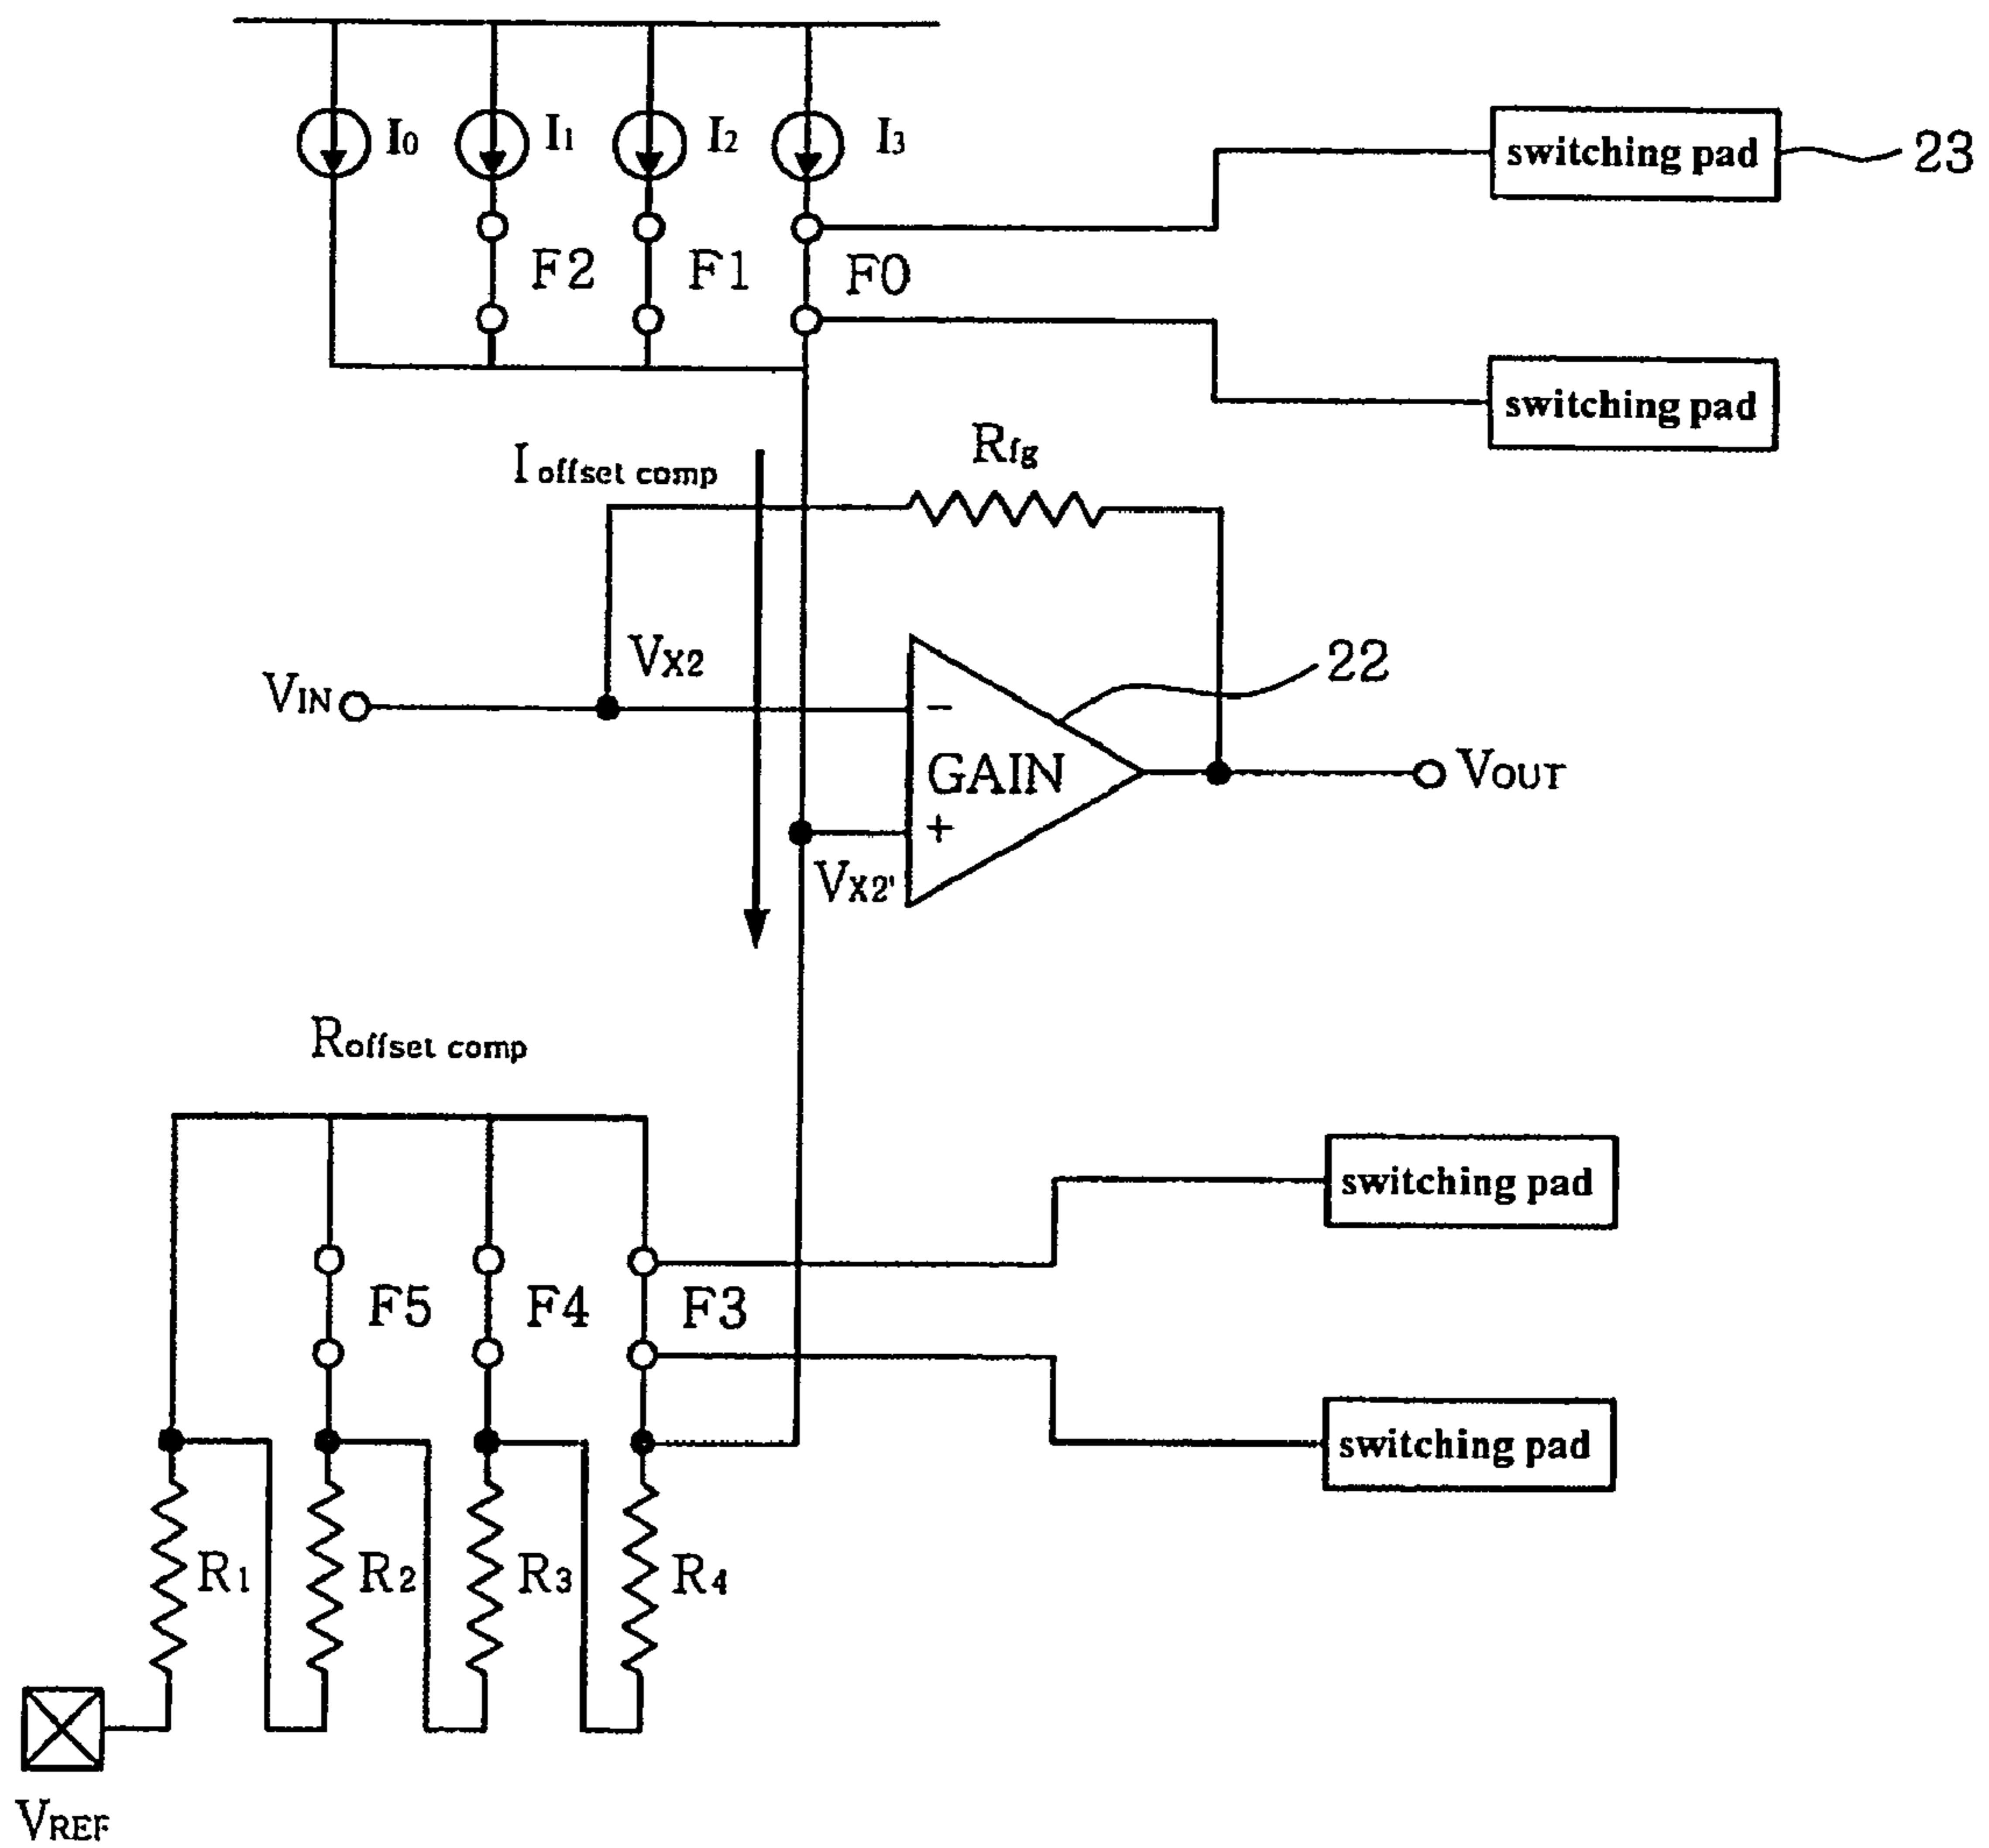 I0
I1
I2
I3
switching pad
23
F2
F1
F0
switching pad
I offset comp
Rfg
VX2
22
VIN
−
GAIN
VOUT
+
VX2'
Roffset comp
switching pad
F5
F4
F3
switching pad
R1
R2
R3
R4
VREF